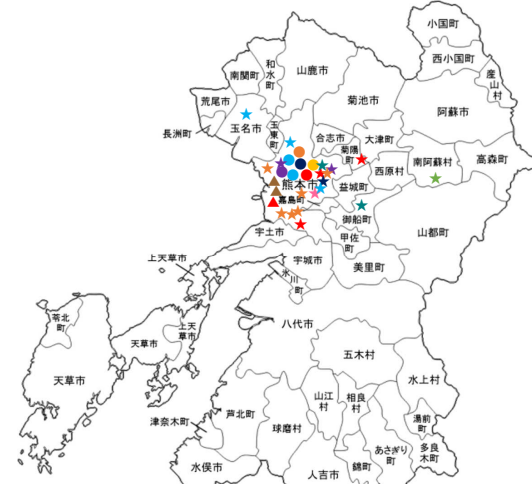 小国町
西小国町
産
山
村
和
水
町
南関町
山鹿市
菊池市
阿蘇市
荒尾市
長洲町
玉名市
玉
東
町
合志市
菊陽
町
大津町
南阿蘇村
高森町
西原村
熊本市
益城町
嘉島町
御船町
山都町
甲佐
町
宇土市
美里町
宇城市
氷
川
町
上天草市
八代市
苓北
町
上天
草市
天草市
天草市
五木村
水上村
山江
村
相良
村
芦北町
津奈木町
球磨村
湯前
町
あさぎり
町
多良
木町
水俣市
人吉市
錦町